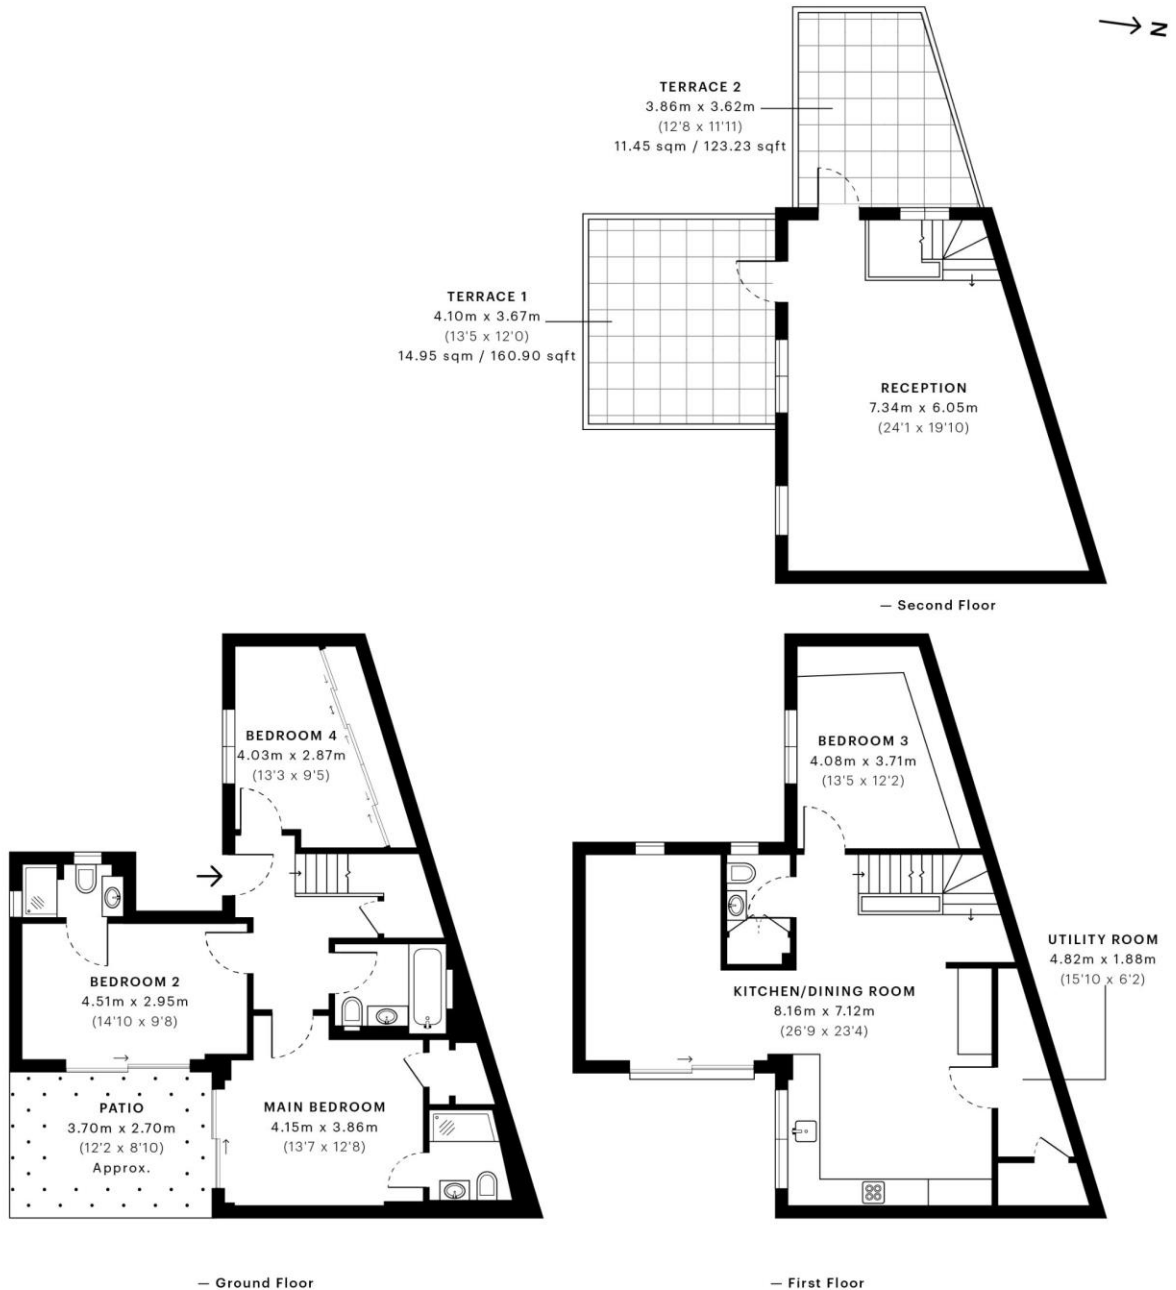 N
TERRACE 2
3.86m x 3.62m
(12'8 x 11'11)
11.45 sqm / 123.23 sqft
TERRACE 1
4.10m x 3.67m
(13'5 x 12'0)
14.95 sqm / 160.90 sqft
RECEPTION
7.34m x 6.05m
(24'1 x 19'10)
— Second Floor
BEDROOM 4
4.03m x 2.87m
(13'3 x 9'5)
BEDROOM 2
4.51m x 2.95m
(14'10 x 9'8)
PATIO
3.70m x 2.70m
(12'2 x 8'10)
Approx.
MAIN BEDROOM
4.15m x 3.86m
(13'7 x 12'8)
— Ground Floor
BEDROOM 3
4.08m x 3.71m
(13'5 x 12'2)
KITCHEN/DINING ROOM
8.16m x 7.12m
(26'9 x 23'4)
UTILITY ROOM
4.82m x 1.88m
(15'10 x 6'2)
— First Floor